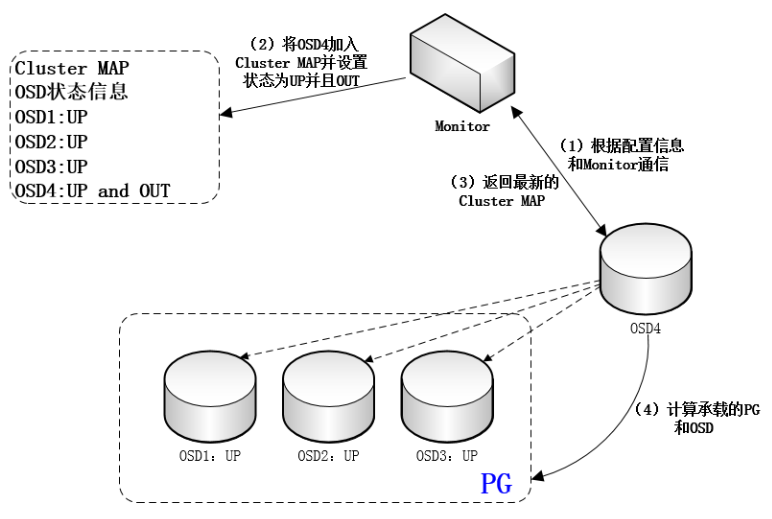 (2) 将OSD4加入
Cluster MAP并设置
状态为UP并且OUT
Cluster MAP
OSD状态信息
OSD1:UP
OSD2:UP
OSD3:UP
OSD4:UP and OUT
Monitor
(1) 根据配置信息
和Monitor通信
(3) 返回最新的
Cluster MAP
OSD4
(4) 计算承载的PG
和OSD
OSD1: UP
OSD2: UP
OSD3: UP
PG